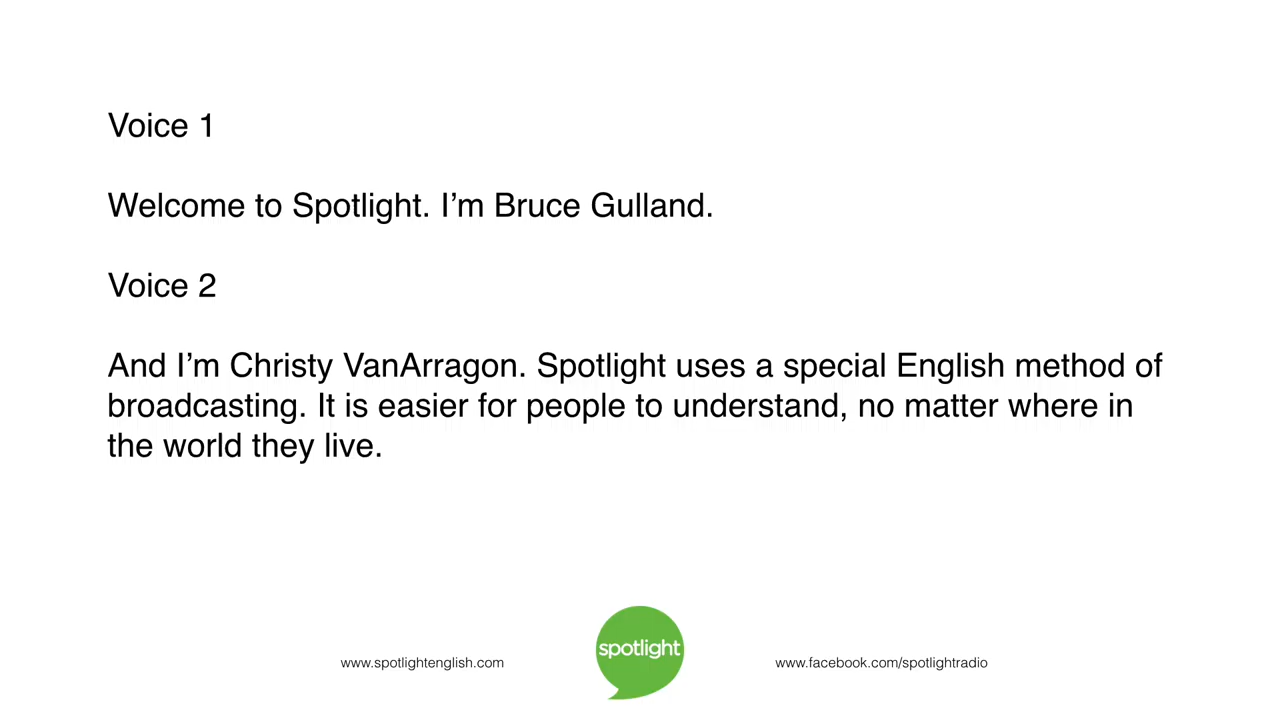 Voice 1
Welcome to Spotlight. I’m Bruce Gulland.
Voice 2
And I’m Christy VanArragon. Spotlight uses a special English method of
broadcasting. It is easier for people to understand, no matter where in
the world they live.
www.spotlightenglish.com
spotlight
www.facebook.com/spotlightradio